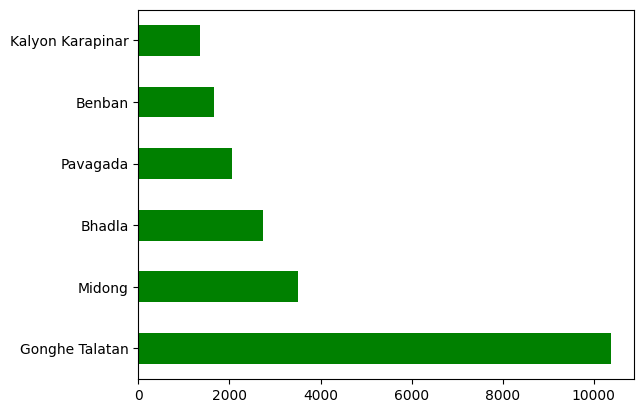 Kalyon Karapinar
Benban
Pavagada
Bhadla
Midong
Gonghe Talatan
0 2000 4000 6000 8000 10000